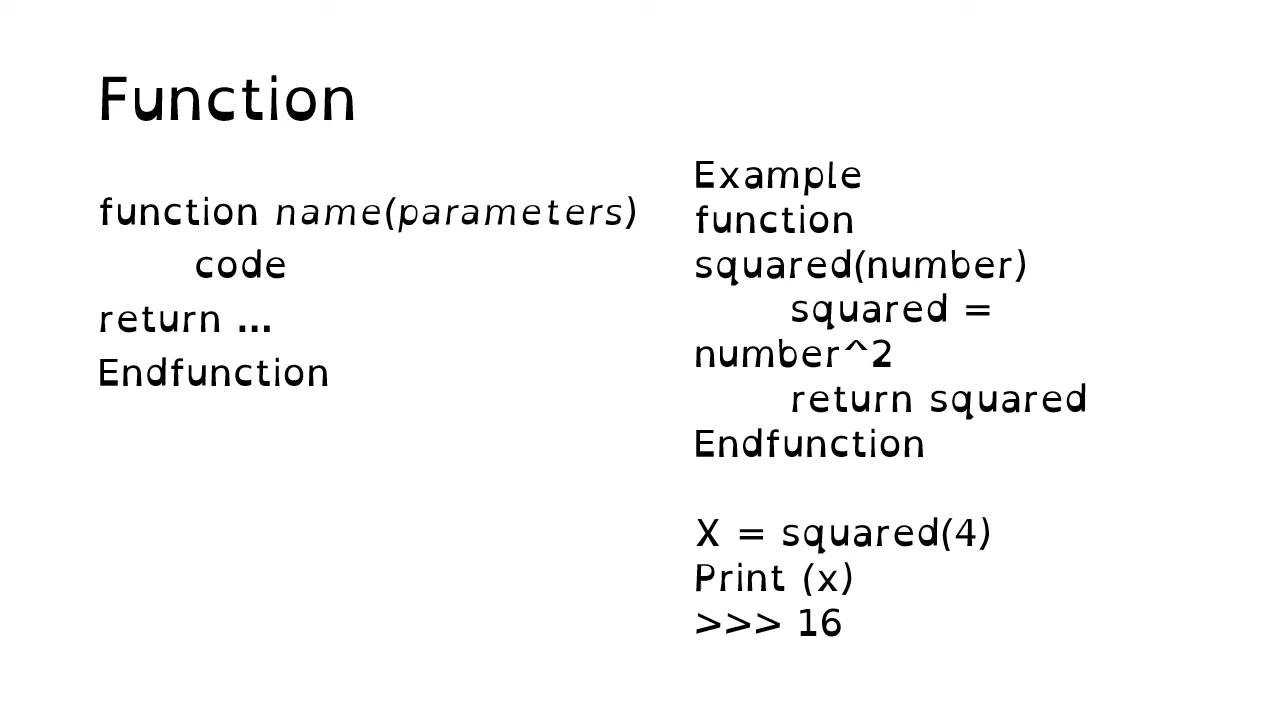 Function
function name(parameters)
code
return ...
Endfunction
Example
function
squared(number)
squared =
number^2
return squared
Endfunction
X = squared(4)
Print (x)
>>> 16